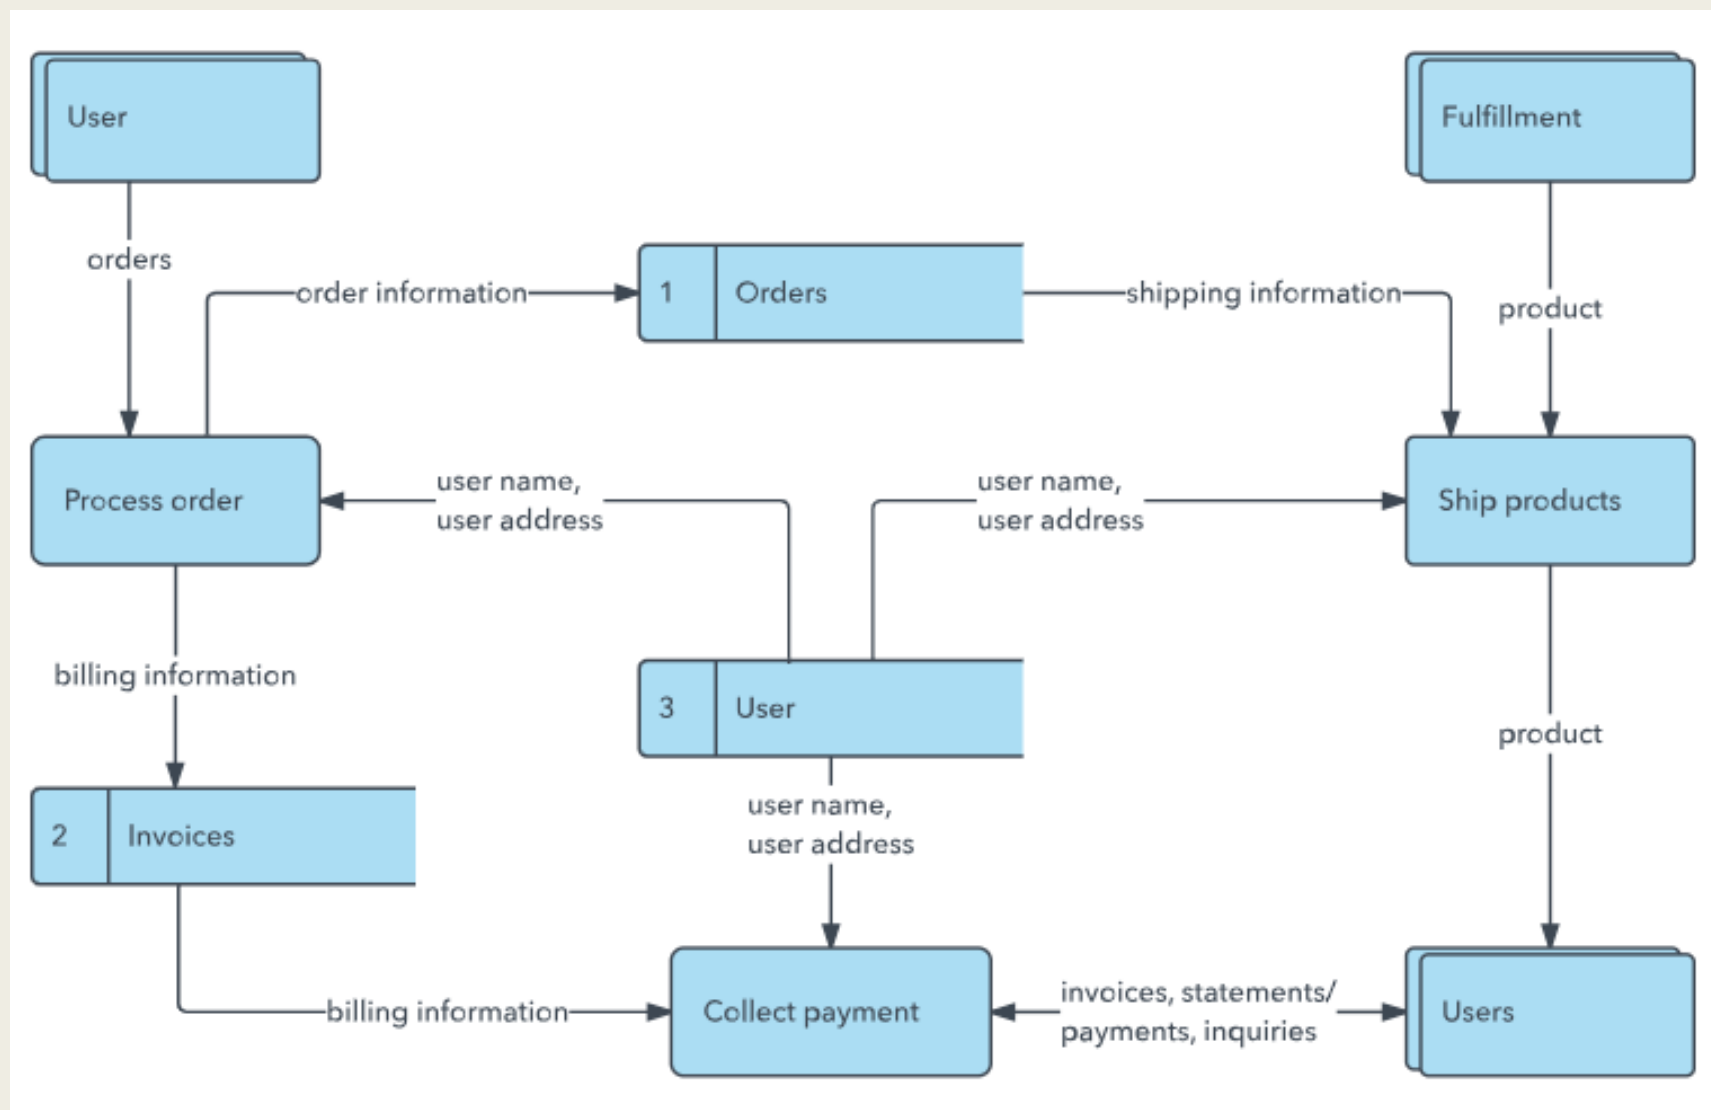 User
Fulfillment
orders
order information
1
Orders
shipping information
product
Process order
user name,
user address
user name,
user address
Ship products
billing information
3
User
product
2
Invoices
user name,
user address
billing information
Collect payment
invoices, statements/
payments, inquiries
Users